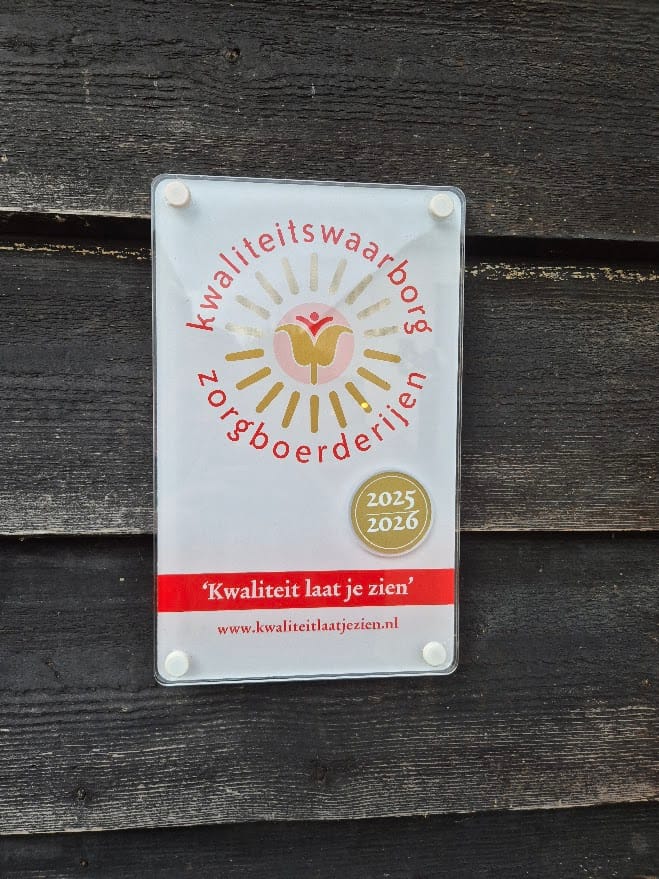 kwaliteitswaarborg
zorgboerderijen
2025
2026
‘Kwaliteit laat je zien’
www.kwaliteitlaatjezien.nl